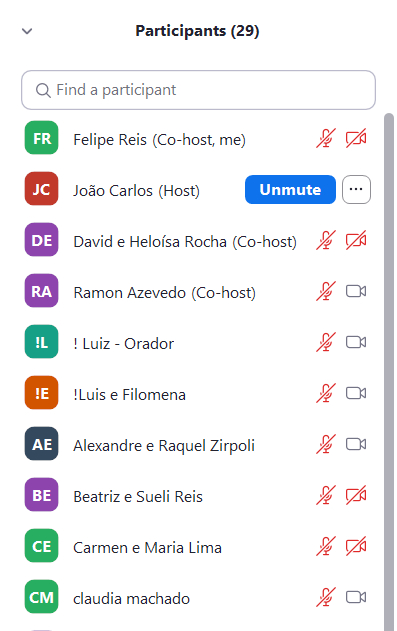 Participants (29)
Find a participant
FR Felipe Reis (Co-host, me)
JC João Carlos (Host) Unmute ...
DE David e Heloísa Rocha (Co-host)
RA Ramon Azevedo (Co-host)
!L ! Luiz - Orador
!E !Luis e Filomena
AE Alexandre e Raquel Zirpoli
BE Beatriz e Sueli Reis
CE Carmen e Maria Lima
CM claudia machado